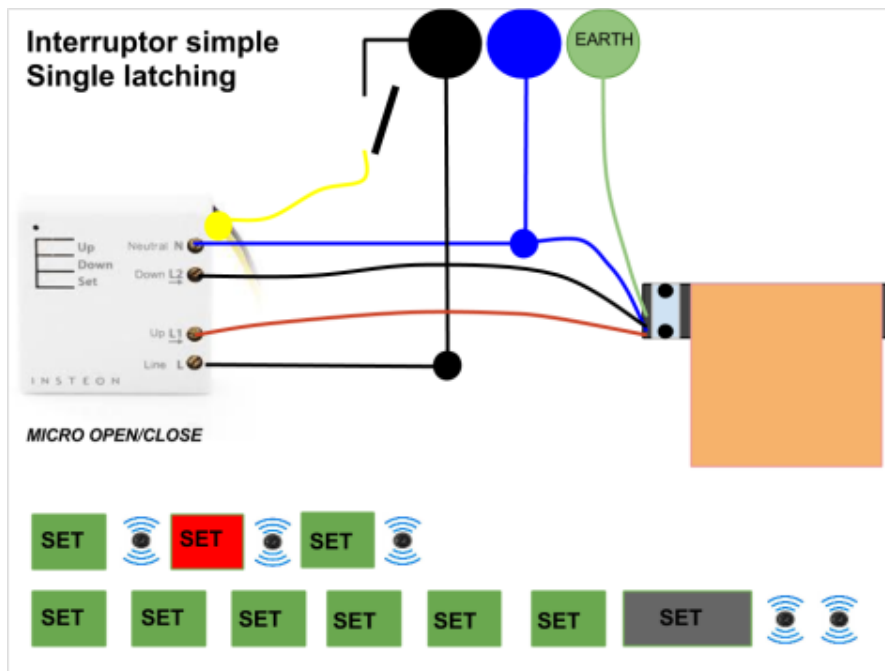 Interruptor simple
Single latching
EARTH
Up
Down
Set
Neutral N
Down L2
Up L1
Line L
INSTEON
MICRO OPEN/CLOSE
SET SET SET
SET SET SET SET SET SET SET